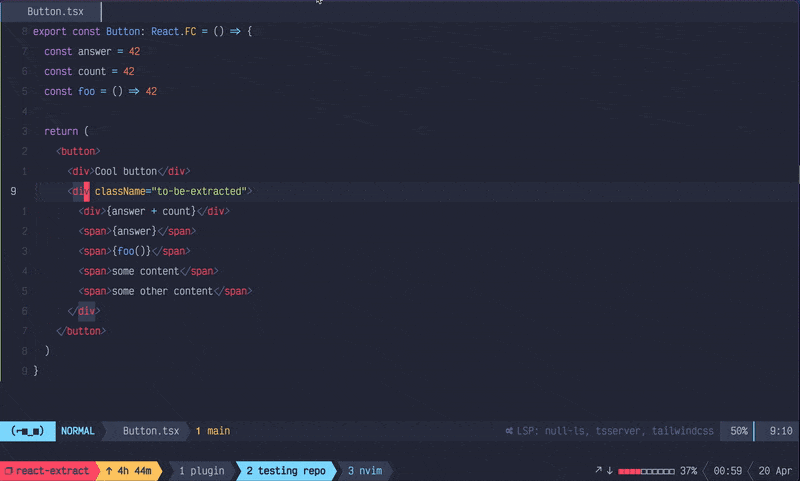 Button.tsx
8 export const Button: React.FC = () => {
7 const answer = 42
6 const count = 42
5 const foo = () => 42
4
3 return (
2 <button>
1 <div>Cool button</div>
9 <div className="to-be-extracted">
1 <div>{answer + count}</div>
2 <span>{answer}</span>
3 <span>{foo()}</span>
4 <span>some content</span>
5 <span>some other content</span>
6 </div>
7 </button>
8 )
9 }
(⌐■_■) NORMAL Button.tsx 1 main LSP: null-ls, tsserver, tailwindcss 50% 9:10
react-extract ↑ 4h 44m 1 plugin 2 testing repo 3 nvim ↗ ↓ 37% 00:59 20 Apr